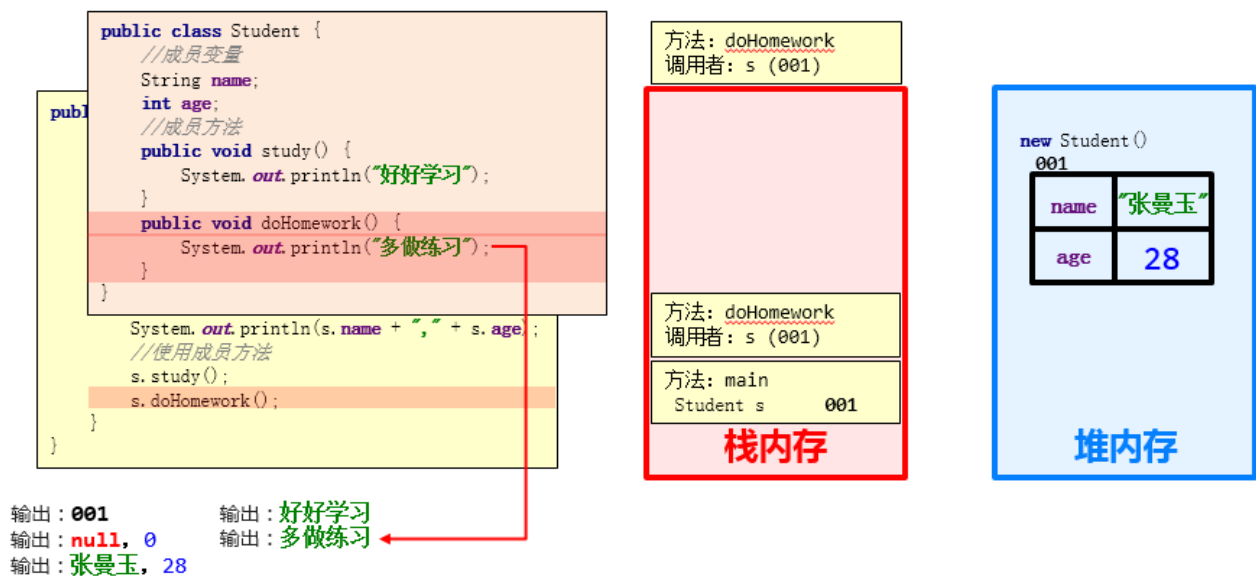 public class Student {
//成员变量
String name;
int age;
//成员方法
public void study() {
System.out.println("好好学习");
}
public void doHomework() {
System.out.println("多做练习");
}
}
publ
System.out.println(s.name + "," + s.age);
//使用成员方法
s.study();
s.doHomework();
}
}
输出：001
输出：null，0
输出：张曼玉，28
输出：好好学习
输出：多做练习
方法：doHomework
调用者：s (001)
方法：doHomework
调用者：s (001)
方法：main
Student s 001
栈内存
new Student()
001
name "张曼玉"
age 28
堆内存